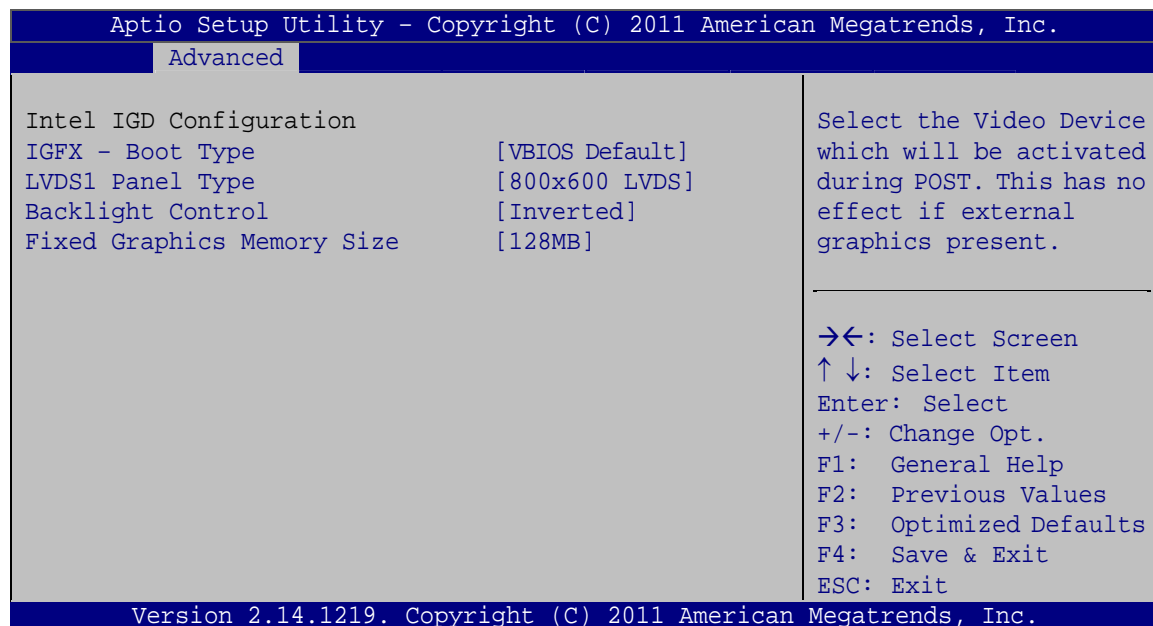 Aptio Setup Utility – Copyright (C) 2011 American Megatrends, Inc.
Advanced
Intel IGD Configuration
IGFX – Boot Type [VBIOS Default]
LVDS1 Panel Type [800x600 LVDS]
Backlight Control [Inverted]
Fixed Graphics Memory Size [128MB]
Select the Video Device
which will be activated
during POST. This has no
effect if external
graphics present.
→←: Select Screen
↑ ↓: Select Item
Enter: Select
+/-: Change Opt.
F1: General Help
F2: Previous Values
F3: Optimized Defaults
F4: Save & Exit
ESC: Exit
Version 2.14.1219. Copyright (C) 2011 American Megatrends, Inc.